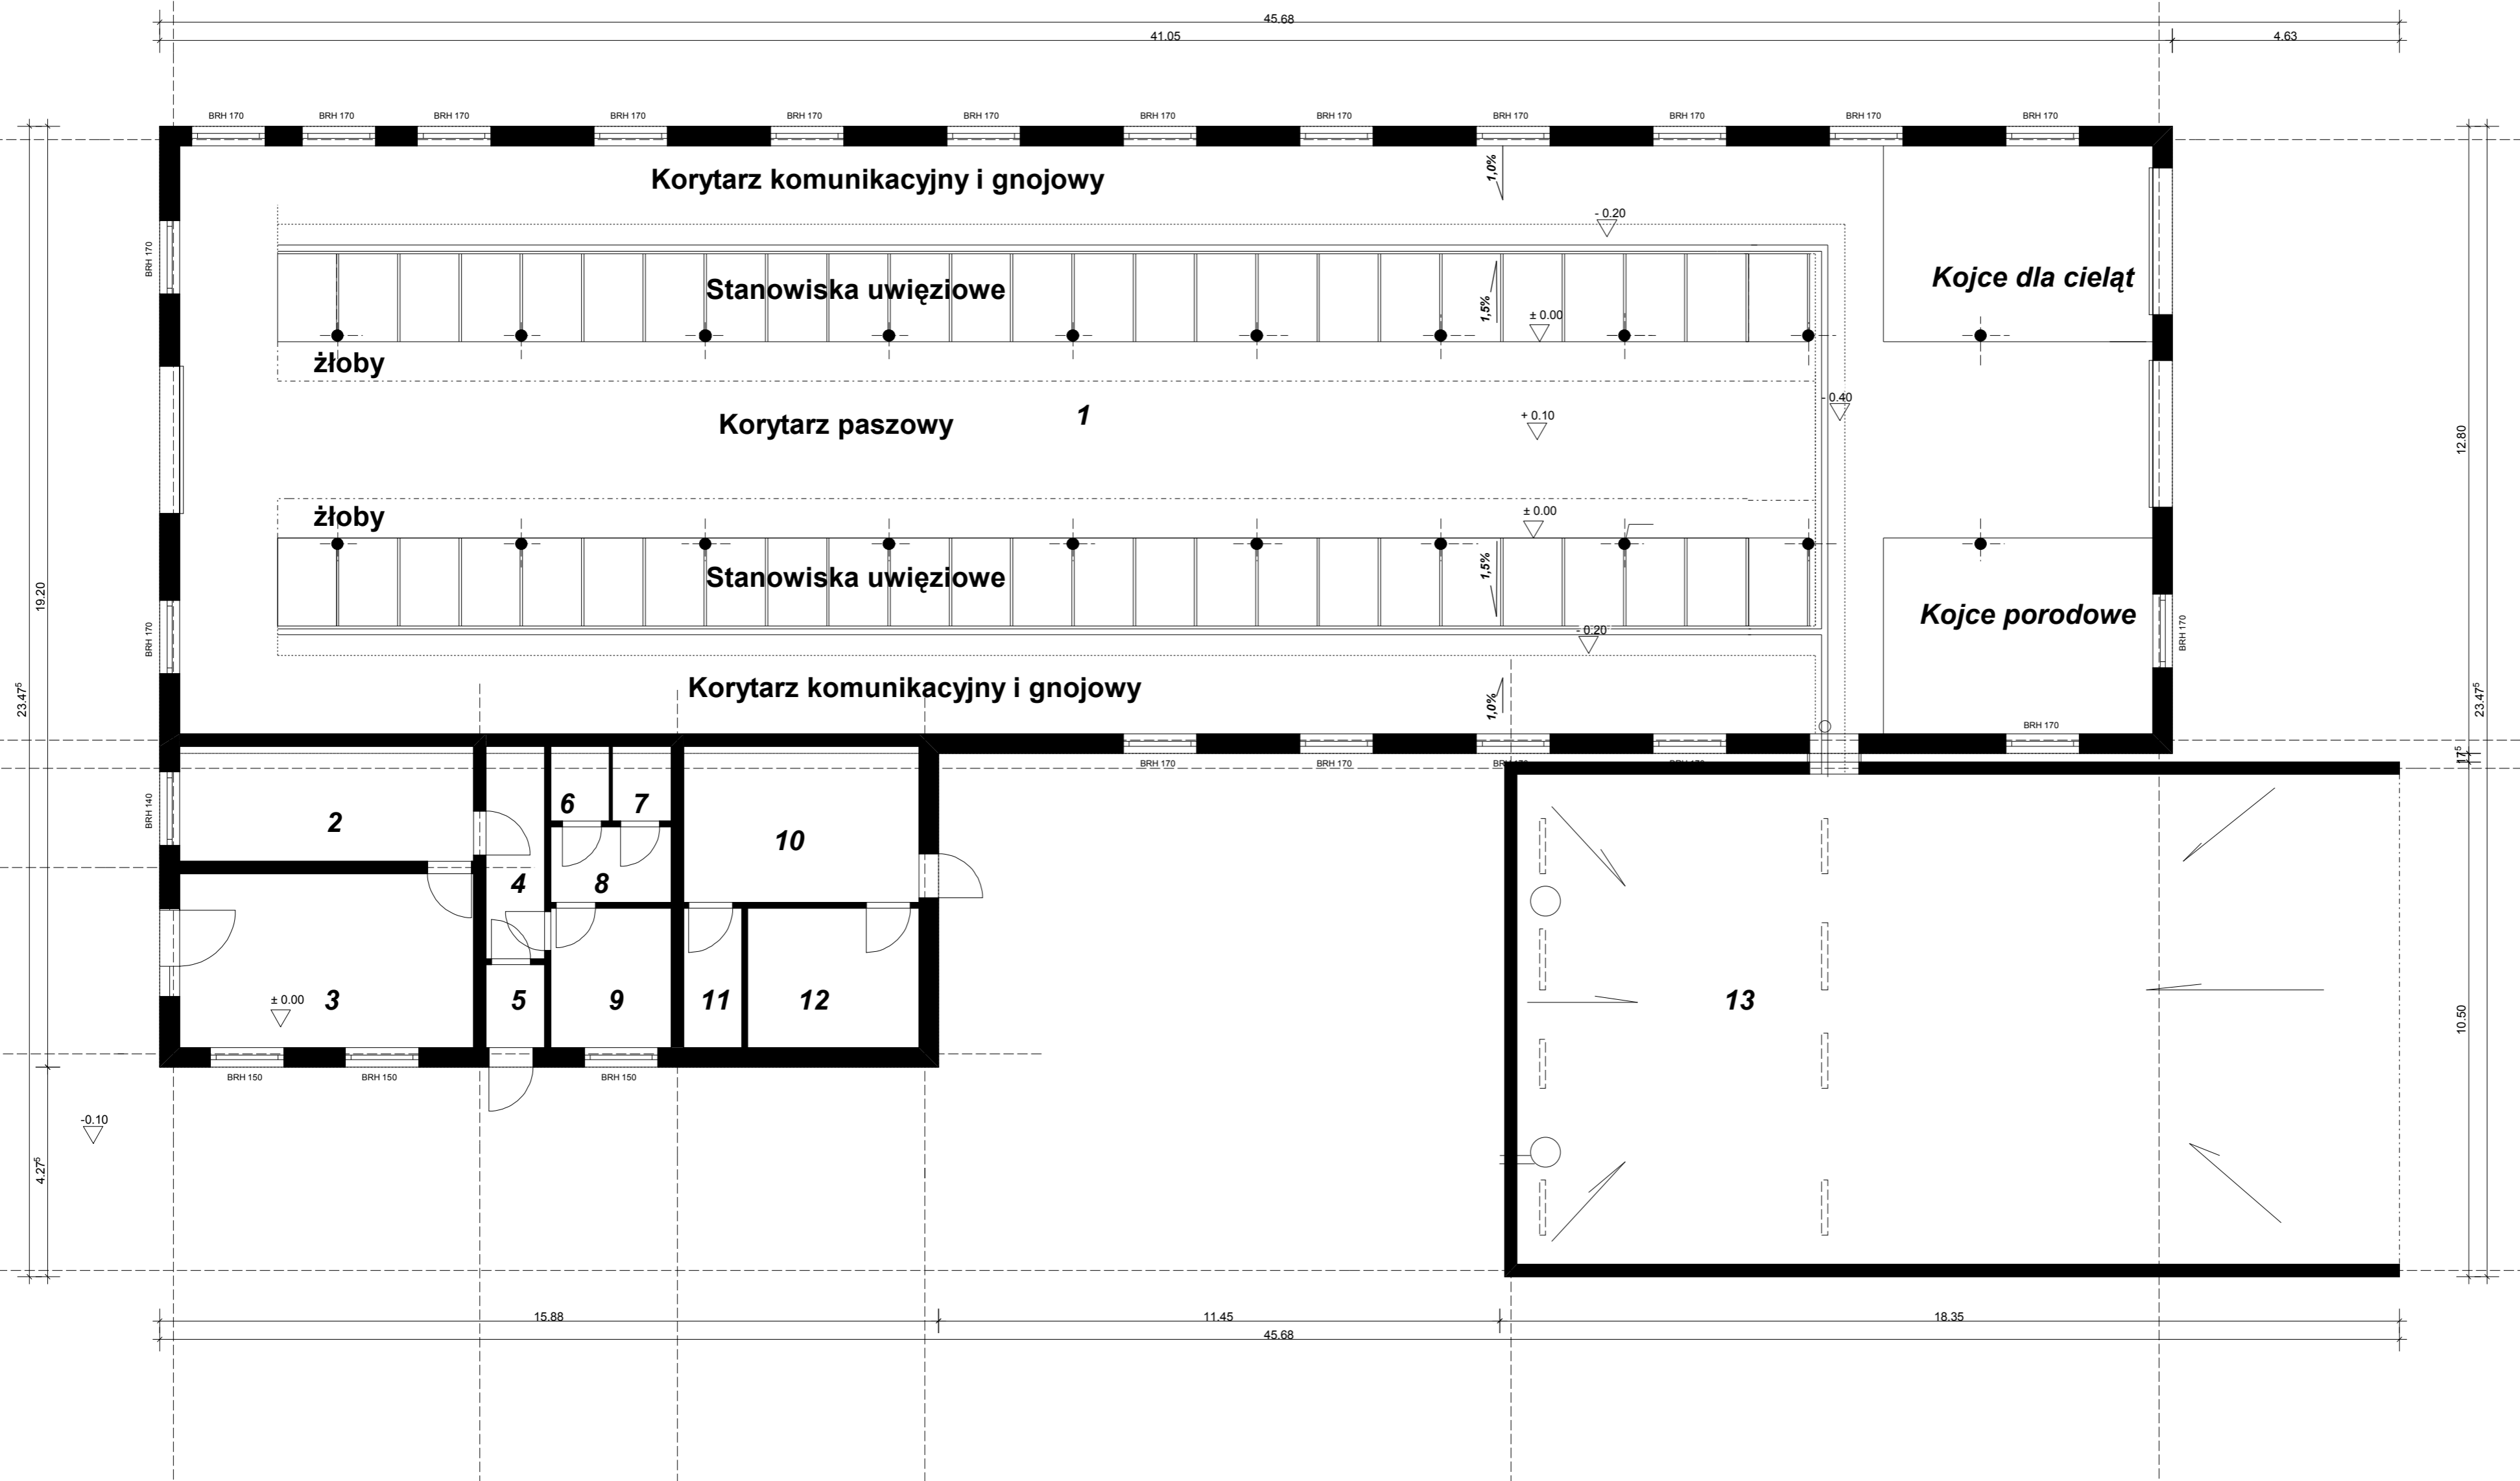 45.68
41.05
4.63
BRH 170
BRH 170
BRH 170
BRH 170
BRH 170
BRH 170
BRH 170
BRH 170
BRH 170
BRH 170
BRH 170
BRH 170
Korytarz komunikacyjny i gnojowy
1,0%
- 0.20
BRH 170
Stanowiska uwięziowe
1,5%
± 0.00
Kojce dla cieląt
żłoby
Korytarz paszowy
1
+ 0.10
- 0.40
12.80
żłoby
± 0.00
19.20
Stanowiska uwięziowe
1,5%
Kojce porodowe
BRH 170
BRH 170
- 0.20
Korytarz komunikacyjny i gnojowy
1,0%
23.47⁵
23.47⁵
BRH 170
BRH 170
BRH 170
17⁵
BRH 140
2
6
7
10
4
8
3
± 0.00
5
9
11
12
13
10.50
BRH 150
BRH 150
BRH 150
-0.10
4.27⁵
15.88
11.45
18.35
45.68